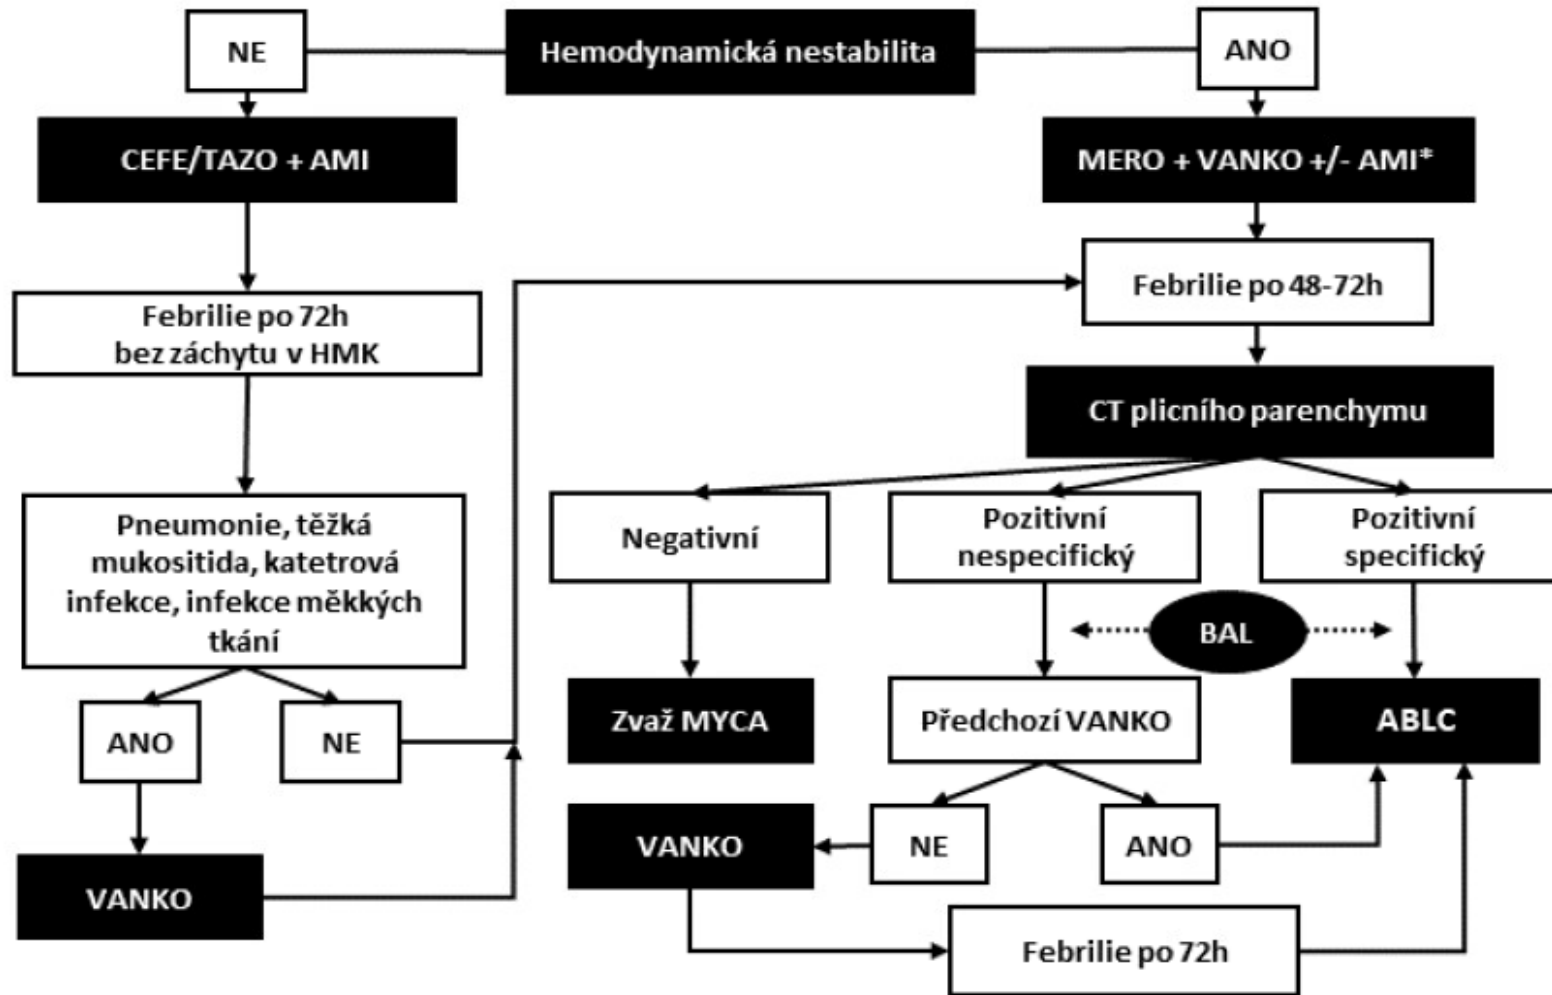 NE
Hemodynamická nestabilita
ANO
CEFE/TAZO + AMI
MERO + VANKO +/- AMI*
Febrilie po 72h
bez záchytu v HMK
Febrilie po 48-72h
CT plicního parenchymu
Pneumonie, těžká
mukositida, katetrová
infekce, infekce měkkých
tkání
Negativní
Pozitivní
nespecifický
Pozitivní
specifický
BAL
ANO
NE
Zvaž MYCA
Předchozí VANKO
ABLC
VANKO
VANKO
NE
ANO
Febrilie po 72h